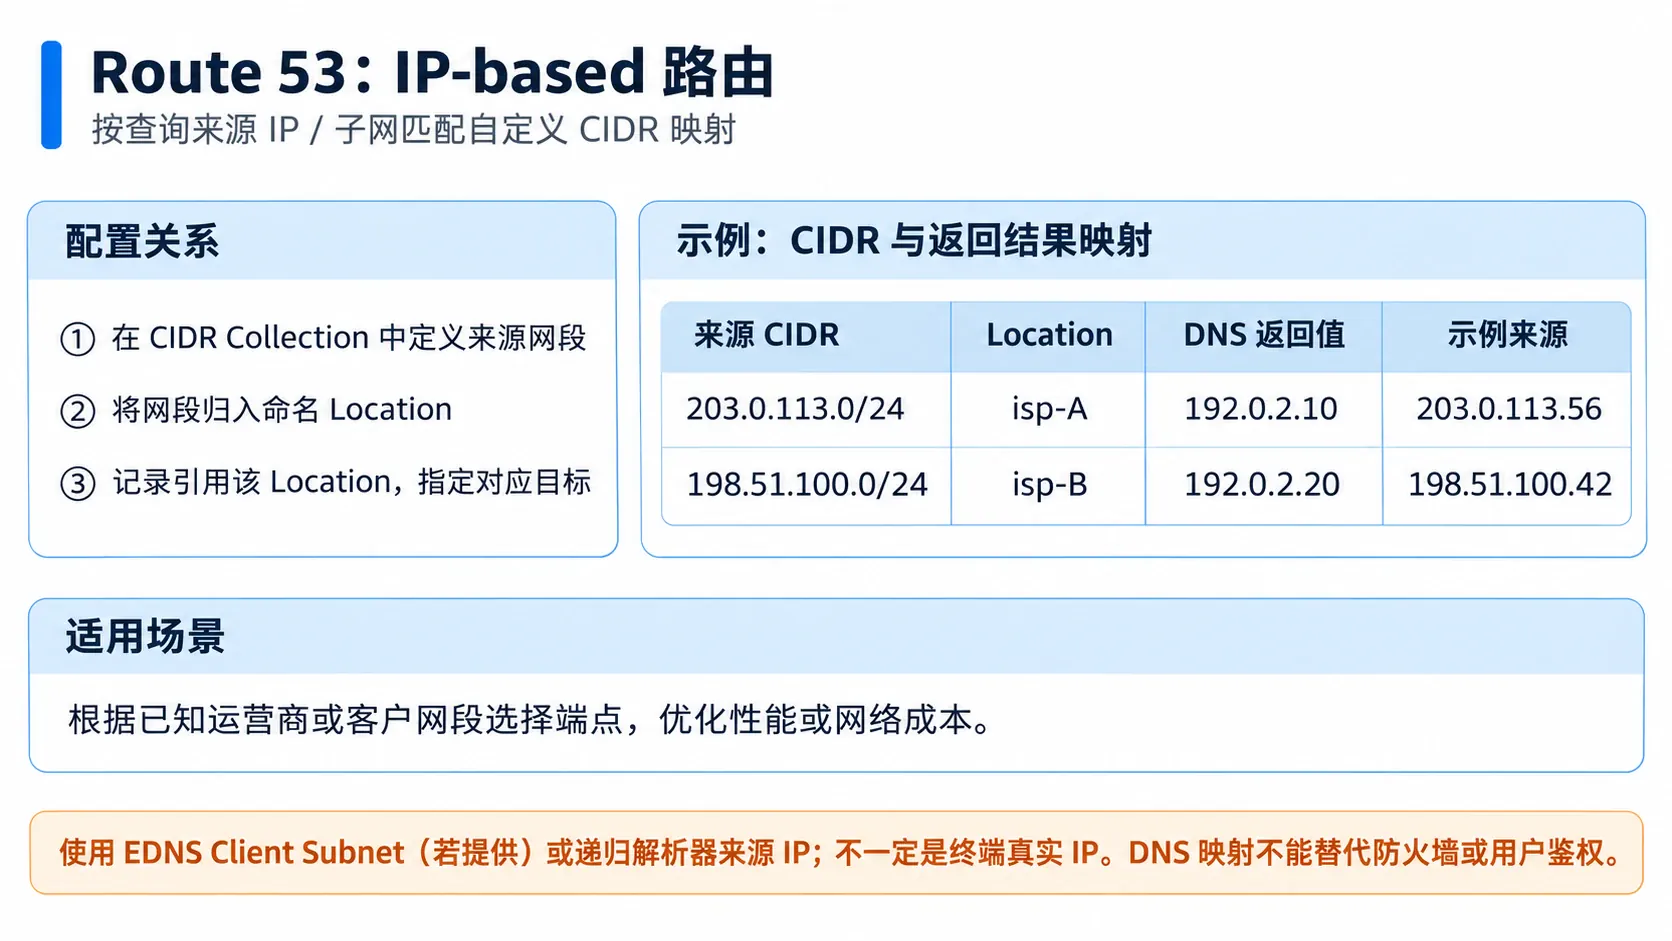 Route 53：IP-based 路由
按查询来源 IP / 子网匹配自定义 CIDR 映射
配置关系
① 在 CIDR Collection 中定义来源网段
② 将网段归入命名 Location
③ 记录引用该 Location，指定对应目标
示例：CIDR 与返回结果映射
来源 CIDR Location DNS 返回值 示例来源
203.0.113.0/24 isp-A 192.0.2.10 203.0.113.56
198.51.100.0/24 isp-B 192.0.2.20 198.51.100.42
适用场景
根据已知运营商或客户网段选择端点，优化性能或网络成本。
使用 EDNS Client Subnet（若提供）或递归解析器来源 IP；不一定是终端真实 IP。DNS 映射不能替代防火墙或用户鉴权。